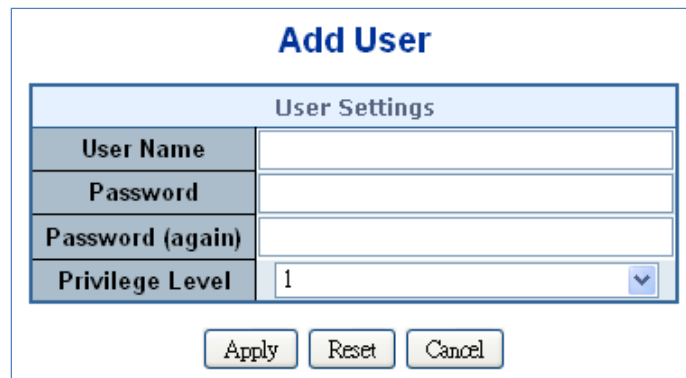 Add User
User Settings
User Name
Password
Password (again)
Privilege Level 1
Apply Reset Cancel